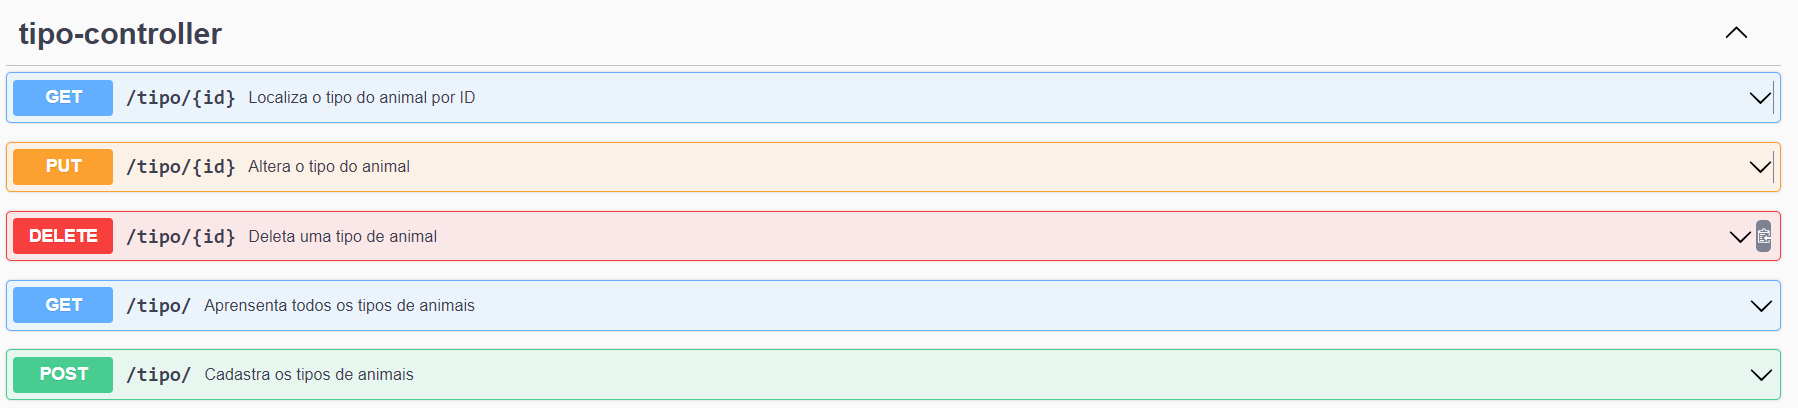 tipo-controller
GET /tipo/{id} Localiza o tipo do animal por ID
PUT /tipo/{id} Altera o tipo do animal
DELETE /tipo/{id} Deleta uma tipo de animal
GET /tipo/ Aprensenta todos os tipos de animais
POST /tipo/ Cadastra os tipos de animais